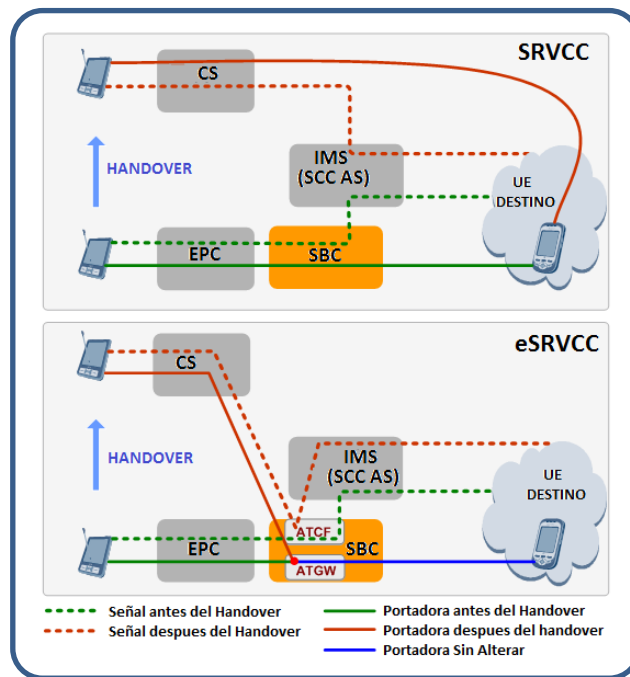 SRVCC
CS
IMS
(SCC AS)
HANDOVER
UE
DESTINO
EPC
SBC
eSRVCC
CS
IMS
(SCC AS)
HANDOVER
UE
DESTINO
ATCF
EPC
SBC
ATGW
Señal antes del Handover
Portadora antes del Handover
Señal despues del Handover
Portadora despues del handover
Portadora Sin Alterar